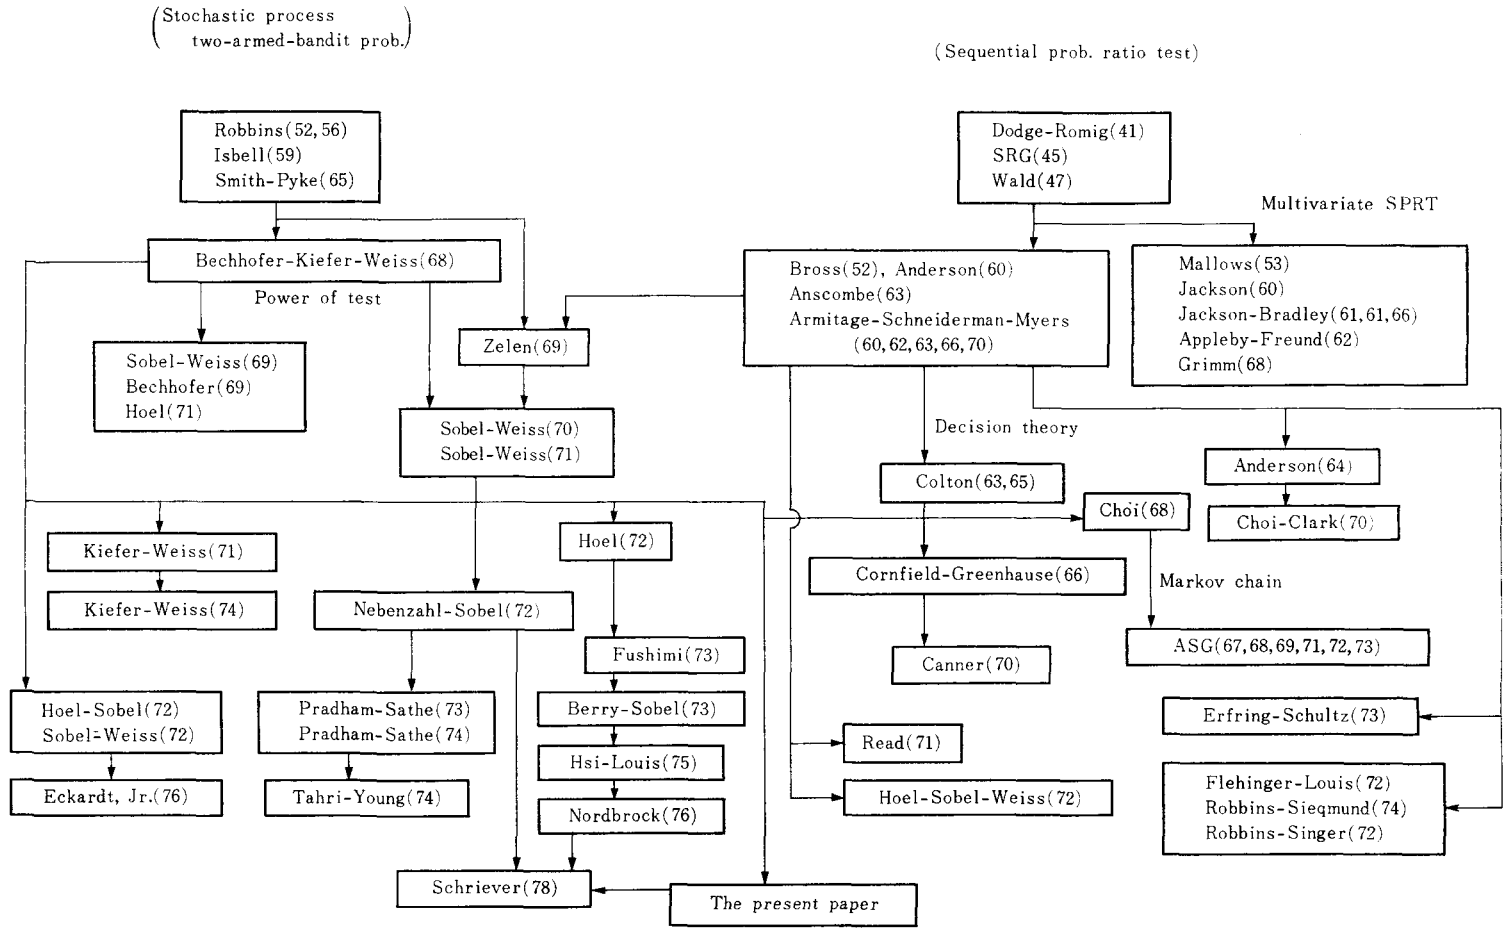 (Stochastic process
two-armed-bandit prob.)
(Sequential prob. ratio test)
Robbins(52,56)
Isbell(59)
Smith-Pyke(65)
Dodge-Romig(41)
SRG(45)
Wald(47)
Multivariate SPRT
Bechhofer-Kiefer-Weiss(68)
Power of test
Bross(52), Anderson(60)
Anscombe(63)
Armitage-Schneiderman-Myers
(60,62,63,66,70)
Mallows(53)
Jackson(60)
Jackson-Bradley(61,61,66)
Appleby-Freund(62)
Grimm(68)
Zelen(69)
Sobel-Weiss(69)
Bechhofer(69)
Hoel(71)
Sobel-Weiss(70)
Sobel-Weiss(71)
Decision theory
Colton(63,65)
Anderson(64)
Choi(68)
Choi-Clark(70)
Kiefer-Weiss(71)
Hoel(72)
Cornfield-Greenhause(66)
Markov chain
Kiefer-Weiss(74)
Nebenzahl-Sobel(72)
Fushimi(73)
Canner(70)
ASG(67,68,69,71,72,73)
Hoel-Sobel(72)
Sobel-Weiss(72)
Pradham-Sathe(73)
Pradham-Sathe(74)
Berry-Sobel(73)
Erfring-Schultz(73)
Read(71)
Hsi-Louis(75)
Eckardt, Jr.(76)
Tahri-Young(74)
Nordbrock(76)
Hoel-Sobel-Weiss(72)
Flehinger-Louis(72)
Robbins-Sieqmund(74)
Robbins-Singer(72)
Schriever(78)
The present paper